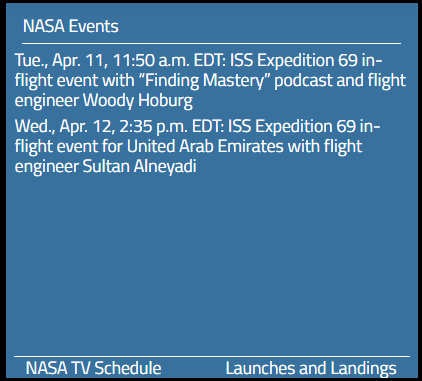 NASA Events
Tue., Apr. 11, 11:50 a.m. EDT: ISS Expedition 69 in-
flight event with “Finding Mastery” podcast and flight
engineer Woody Hoburg
Wed., Apr. 12, 2:35 p.m. EDT: ISS Expedition 69 in-
flight event for United Arab Emirates with flight
engineer Sultan Alneyadi
NASA TV Schedule
Launches and Landings